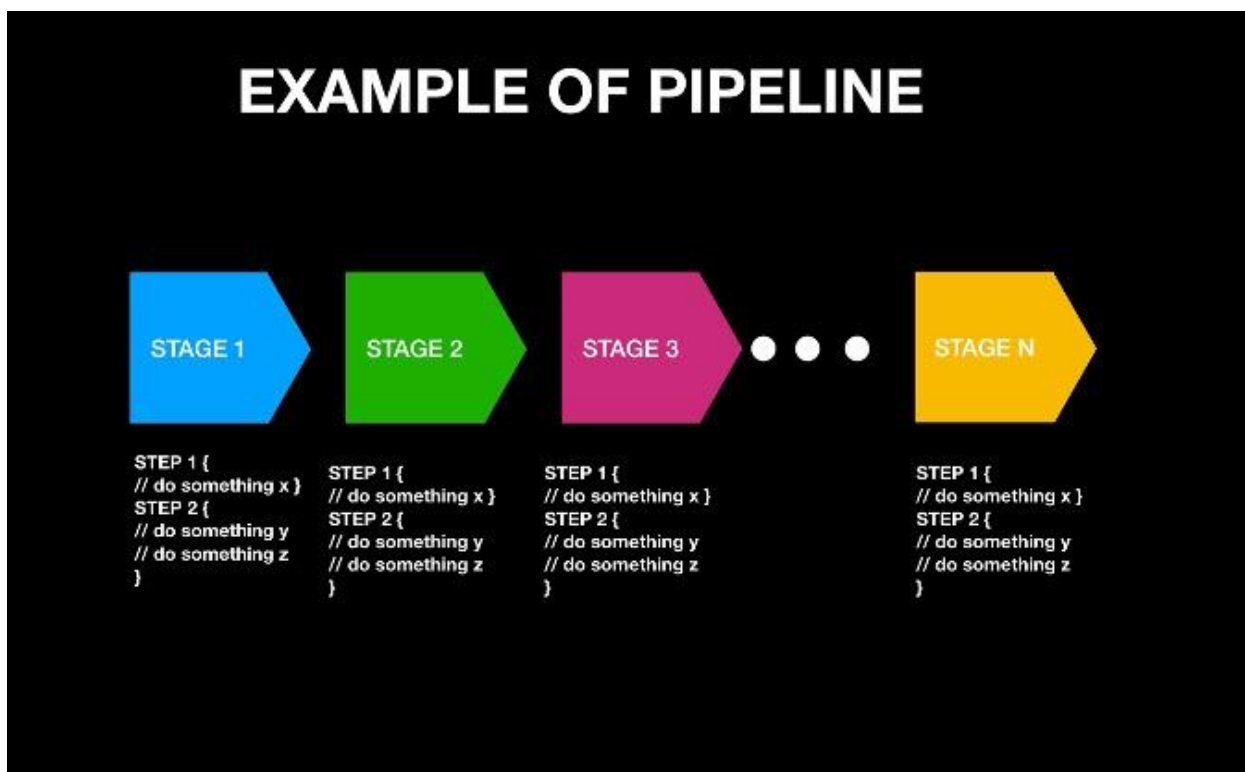 EXAMPLE OF PIPELINE
STAGE 1
STAGE 2
STAGE 3
STAGE N
STEP 1 {
// do something x }
STEP 2 {
// do something y
// do something z
}
STEP 1 {
// do something x }
STEP 2 {
// do something y
// do something z
}
STEP 1 {
// do something x }
STEP 2 {
// do something y
// do something z
}
STEP 1 {
// do something x }
STEP 2 {
// do something y
// do something z
}